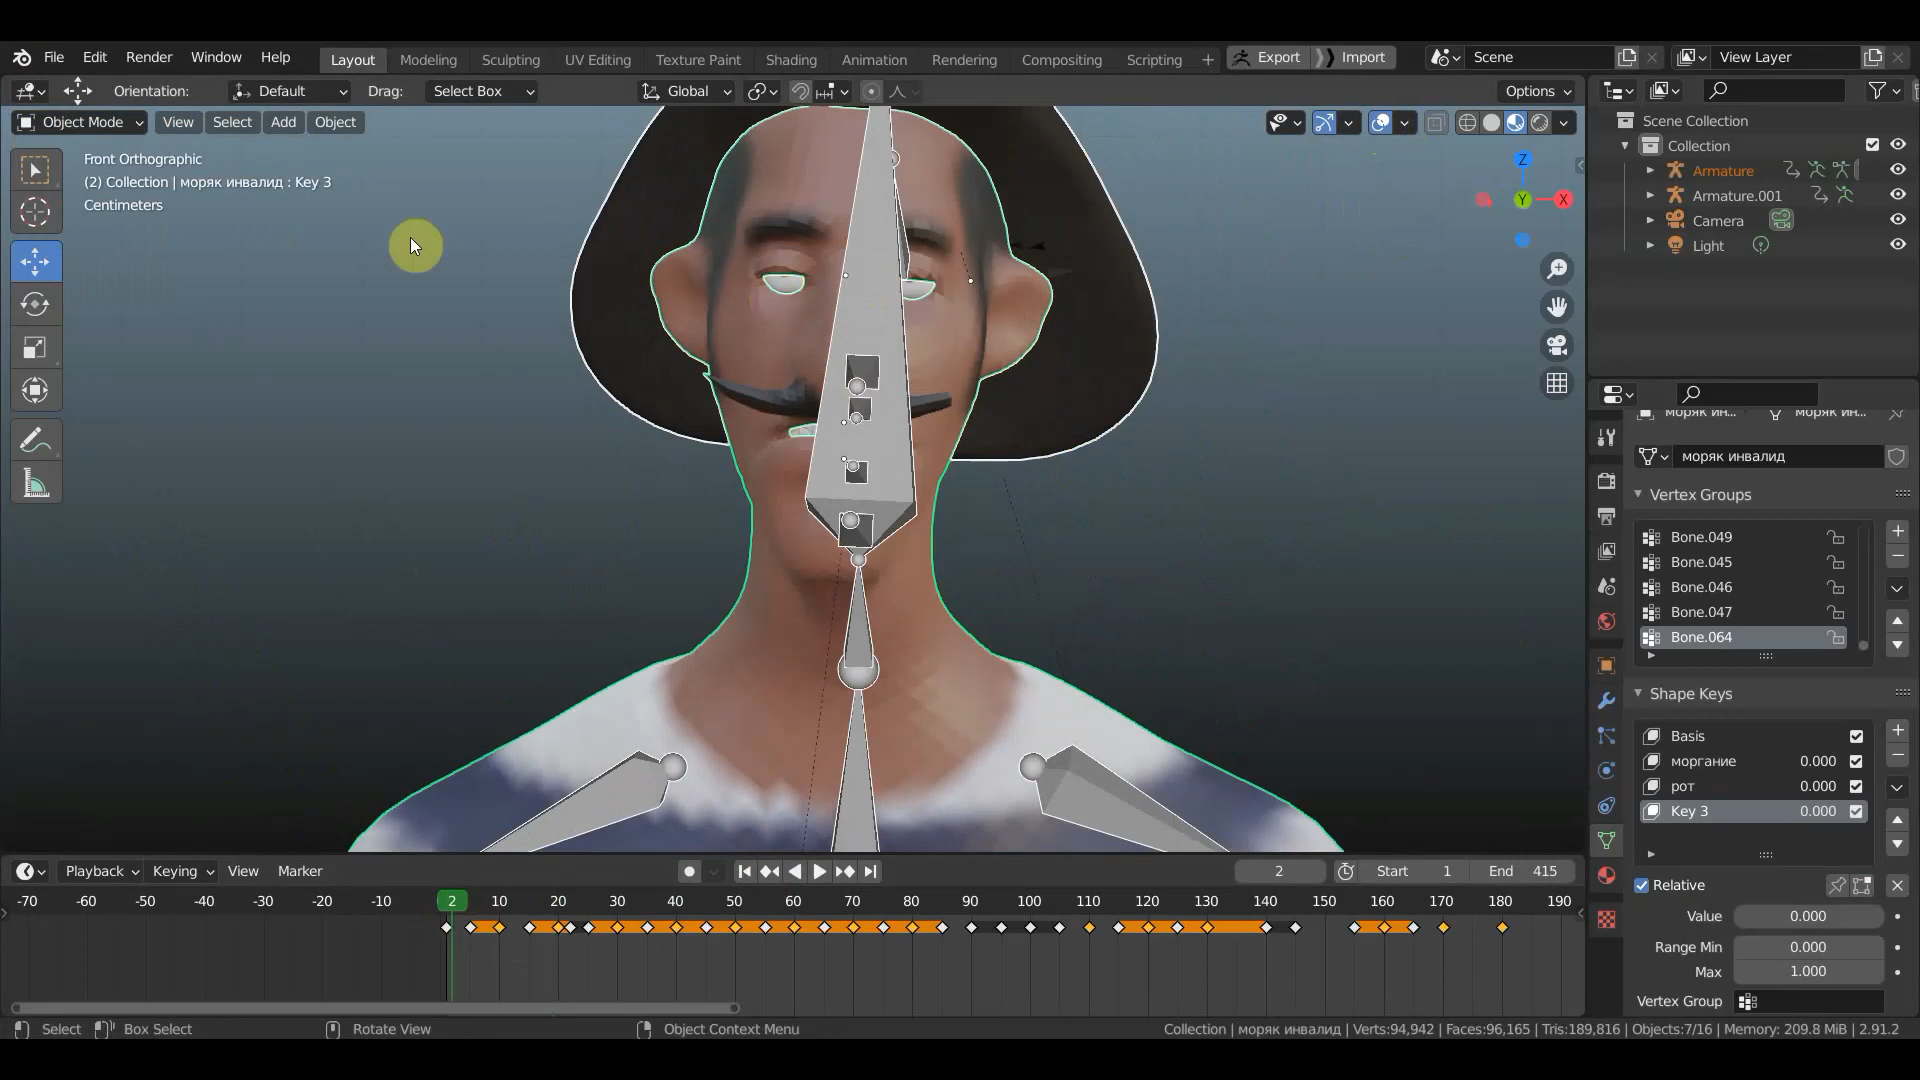 File Edit Render Window Help Layout Modeling Sculpting UV Editing Texture Paint Shading Animation Rendering Compositing Scripting + Export Import Scene View Layer
Orientation: Default Drag: Select Box Global Options
Object Mode View Select Add Object
Front Orthographic
(2) Collection | моряк инвалид : Key 3
Centimeters
Z
Y
X
Scene Collection
Collection
Armature
Armature.001
Camera
Light
моряк ин... моряк ин...
моряк инвалид
Vertex Groups
Bone.049
Bone.045
Bone.046
Bone.047
Bone.064
Shape Keys
Basis
моргание 0.000
рот 0.000
Key 3 0.000
Relative
Value 0.000
Range Min 0.000
Max 1.000
Vertex Group
Playback Keying View Marker 2 Start 1 End 415
-70 -60 -50 -40 -30 -20 -10 2 10 20 30 40 50 60 70 80 90 100 110 120 130 140 150 160 170 180 190
Select Box Select Rotate View Object Context Menu Collection | моряк инвалид | Verts:94,942 | Faces:96,165 | Tris:189,816 | Objects:7/16 | Memory: 209.8 MiB | 2.91.2